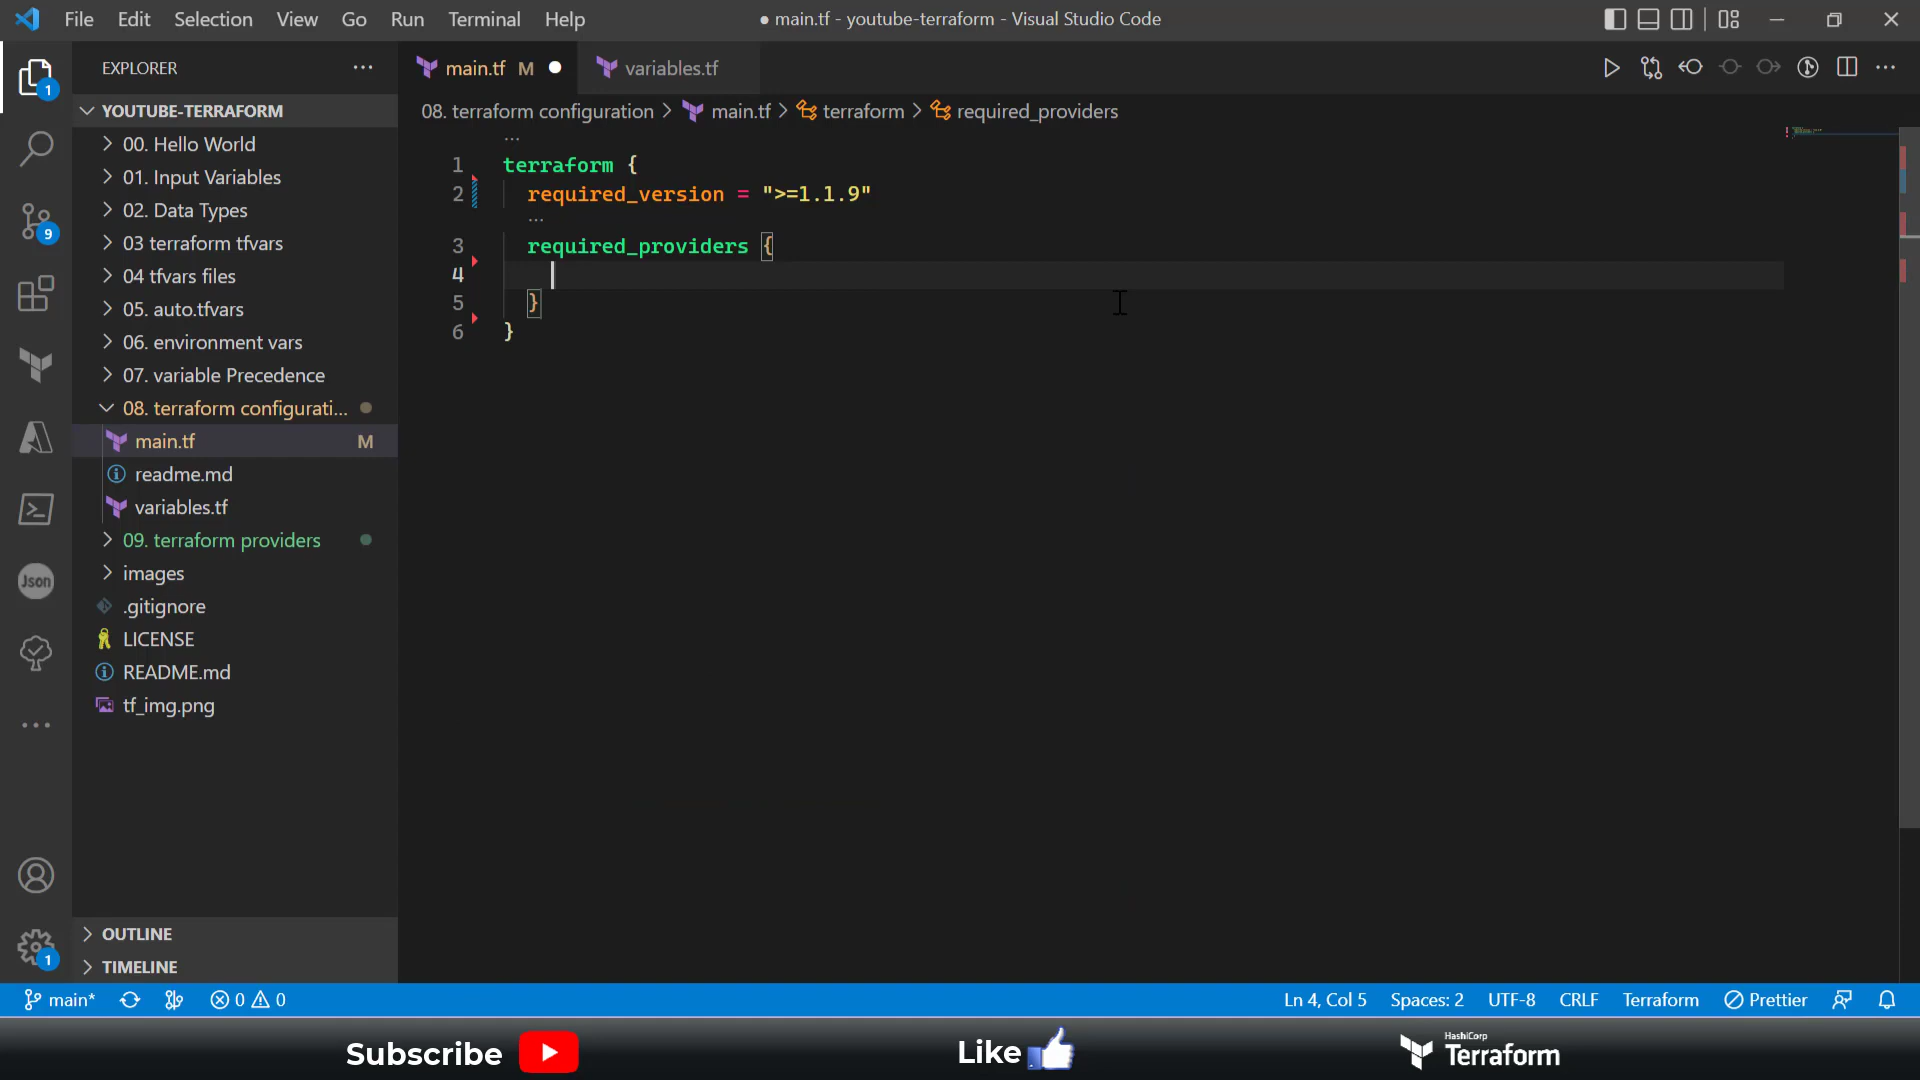 File Edit Selection View Go Run Terminal Help
● main.tf - youtube-terraform - Visual Studio Code
EXPLORER
main.tf M
variables.tf
1
YOUTUBE-TERRAFORM
08. terraform configuration > main.tf > terraform > required_providers
00. Hello World
01. Input Variables
02. Data Types
03 terraform tfvars
04 tfvars files
05. auto.tfvars
06. environment vars
07. variable Precedence
08. terraform configurati...
main.tf M
readme.md
variables.tf
09. terraform providers
images
.gitignore
LICENSE
README.md
tf_img.png
9
Json
1
OUTLINE
TIMELINE
1 terraform {
2 required_version = ">=1.1.9"
3 required_providers {
4
5 }
6 }
main* 0 0
Ln 4, Col 5 Spaces: 2 UTF-8 CRLF Terraform Prettier
Subscribe
Like
HashiCorp
Terraform